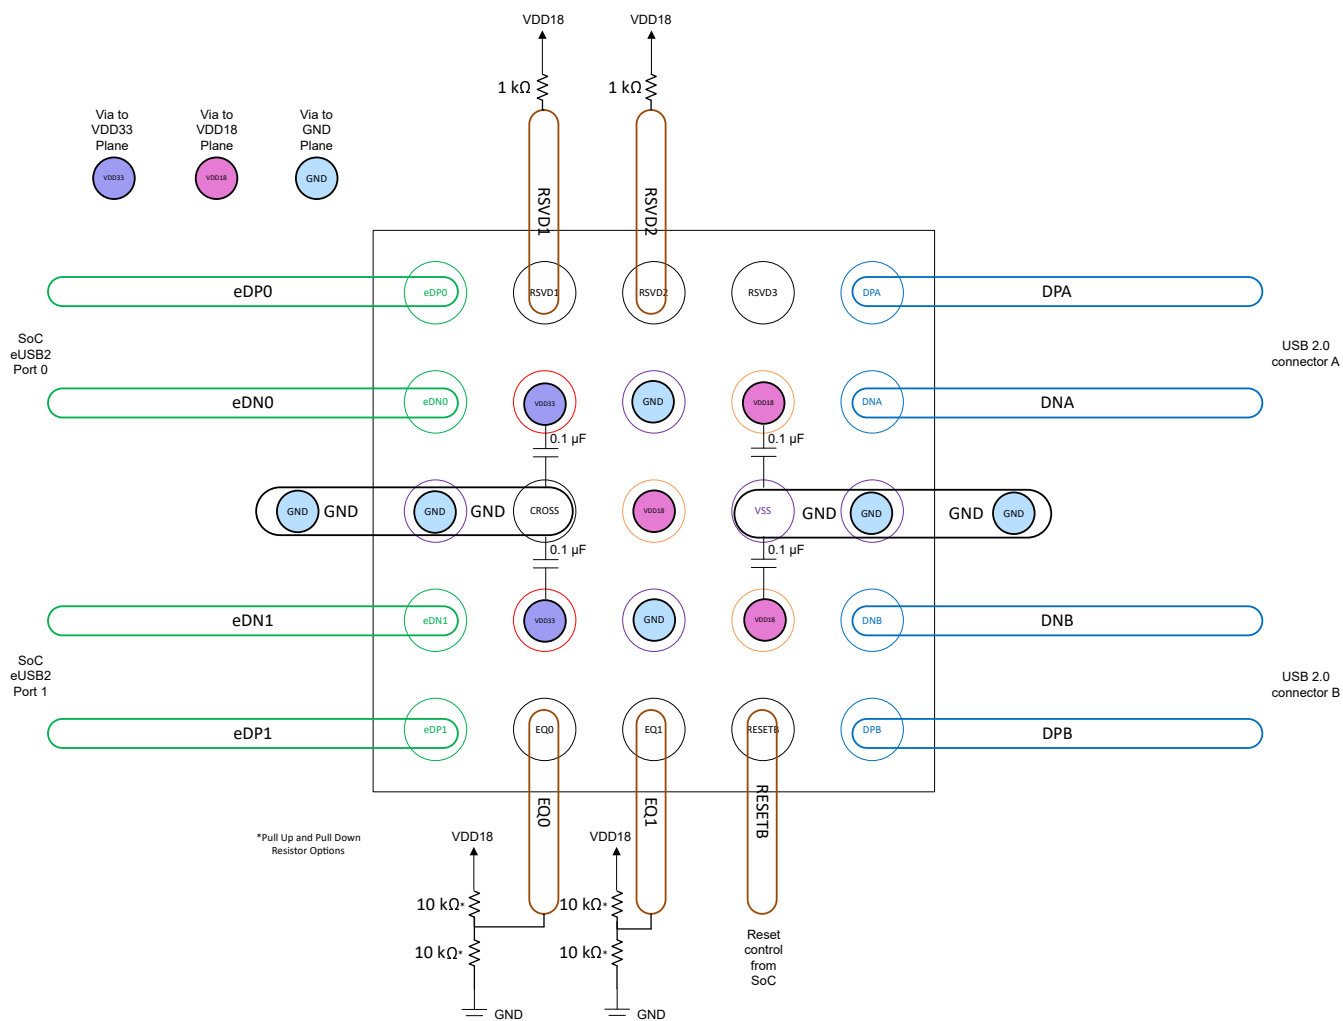 VDD18
VDD18
1 kΩ
1 kΩ
Via to
VDD33
Plane
Via to
VDD18
Plane
Via to
GND
Plane
VDD33
VDD18
GND
RSVD1
RSVD2
eDP0
eDP0
RSVD1
RSVD2
RSVD3
DPA
DPA
SoC
eUSB2
Port 0
USB 2.0
connector A
eDN0
eDN0
VDD33
GND
VDD18
DNA
DNA
0.1 µF
0.1 µF
GND
GND
GND
GND
CROSS
VDD18
VSS
GND
GND
GND
GND
0.1 µF
0.1 µF
eDN1
eDN1
VDD33
GND
VDD18
DNB
DNB
SoC
eUSB2
Port 1
USB 2.0
connector B
eDP1
eDP1
EQ0
EQ1
RESETB
DPB
DPB
EQ0
EQ1
RESETB
*Pull Up and Pull Down
Resistor Options
VDD18
VDD18
10 kΩ*
10 kΩ*
10 kΩ*
10 kΩ*
Reset
control
from
SoC
GND
GND